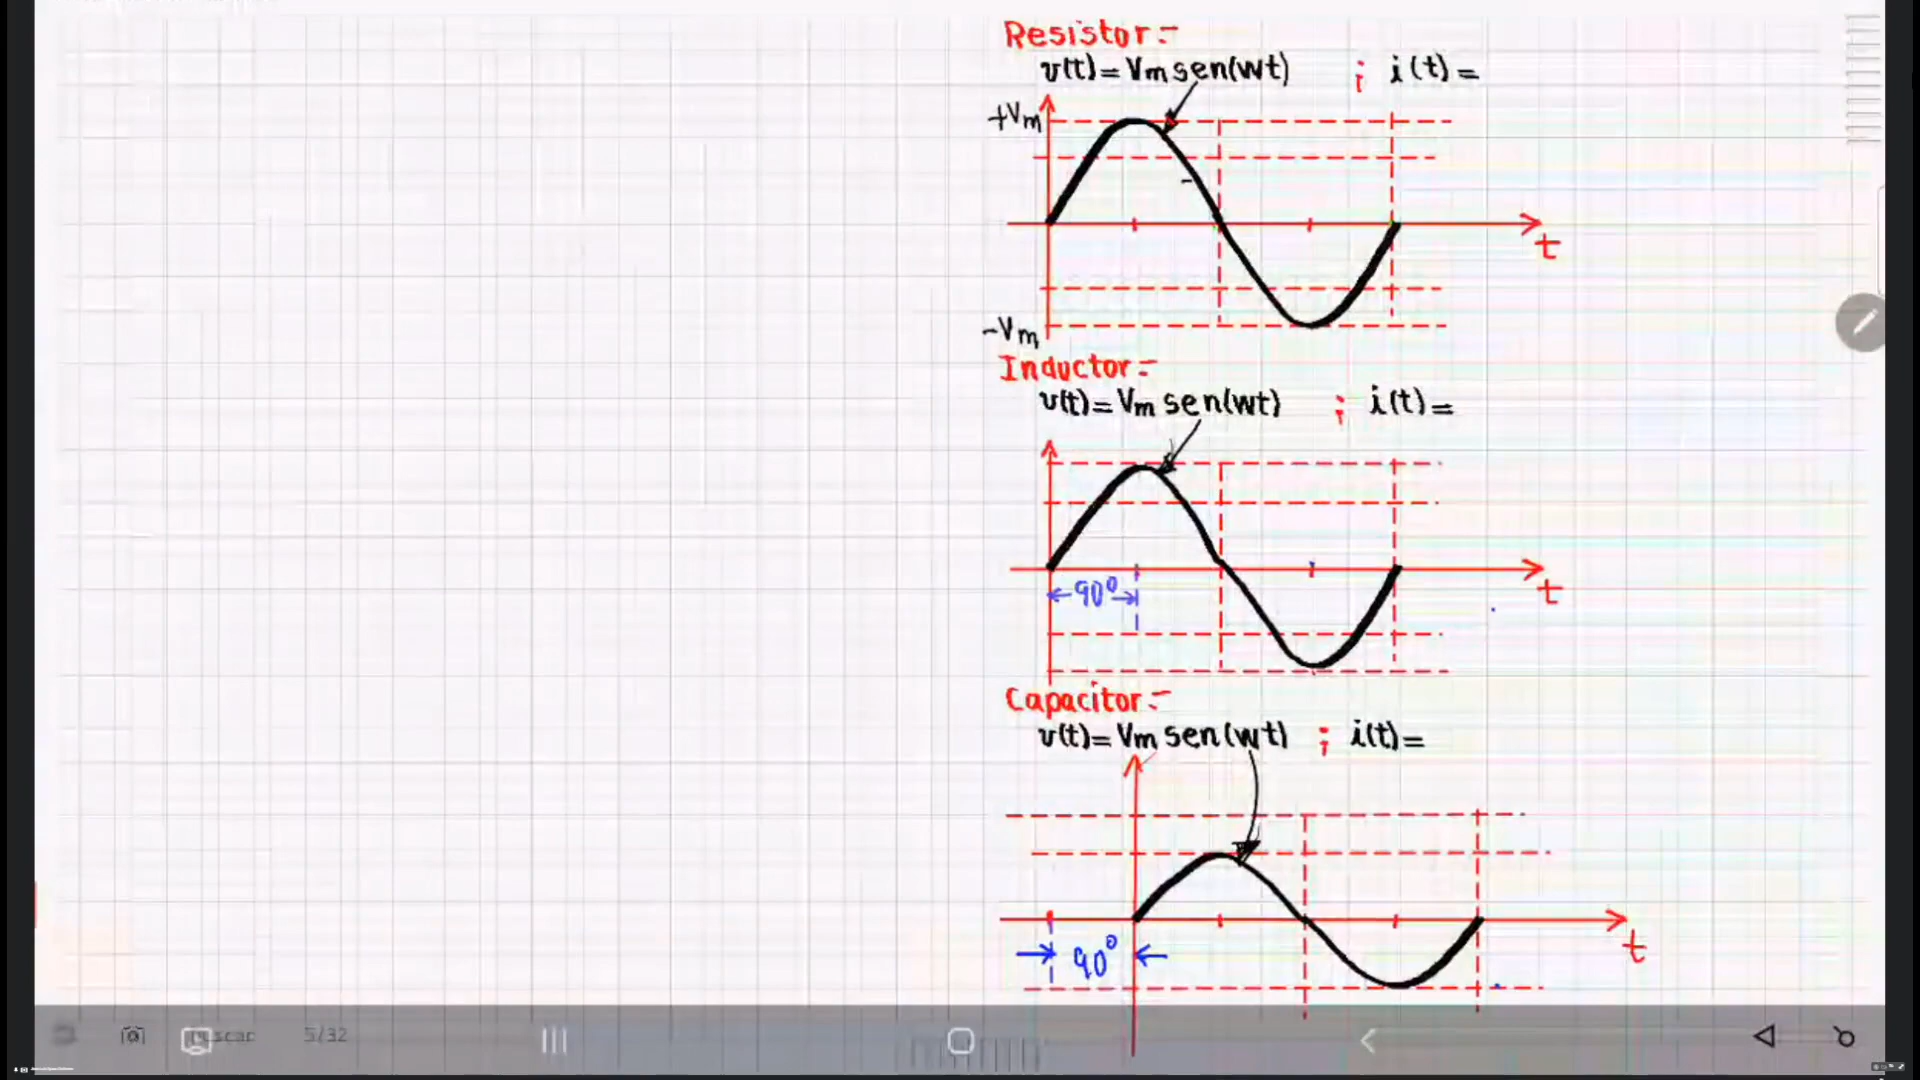 Resistor:-
v(t)=Vm sen(wt) ; i(t)=
+Vm
t
-Vm
Inductor:-
v(t)=Vm sen(wt) ; i(t)=
90°
t
Capacitor:-
v(t)=Vm sen(wt) ; i(t)=
90°
t
5/32